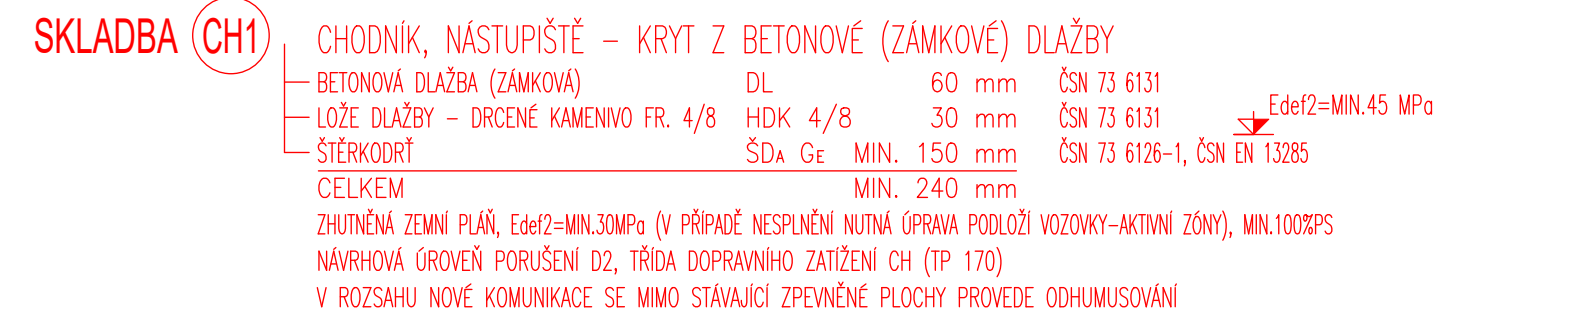 SKLADBA CH1 CHODNÍK, NÁSTUPIŠTĚ – KRYT Z BETONOVÉ (ZÁMKOVÉ) DLAŽBY
BETONOVÁ DLAŽBA (ZÁMKOVÁ) DL 60 mm ČSN 73 6131
LOŽE DLAŽBY – DRCENÉ KAMENIVO FR. 4/8 HDK 4/8 30 mm ČSN 73 6131 Edef2=MIN.45 MPa
ŠTĚRKODRŤ ŠDA GE MIN. 150 mm ČSN 73 6126–1, ČSN EN 13285
CELKEM MIN. 240 mm
ZHUTNĚNÁ ZEMNÍ PLÁŇ, Edef2=MIN.30MPa (V PŘÍPADĚ NESPLNĚNÍ NUTNÁ ÚPRAVA PODLOŽÍ VOZOVKY–AKTIVNÍ ZÓNY), MIN.100%PS
NÁVRHOVÁ ÚROVEŇ PORUŠENÍ D2, TŘÍDA DOPRAVNÍHO ZATÍŽENÍ CH (TP 170)
V ROZSAHU NOVÉ KOMUNIKACE SE MIMO STÁVAJÍCÍ ZPEVNĚNÉ PLOCHY PROVEDE ODHUMUSOVÁNÍ